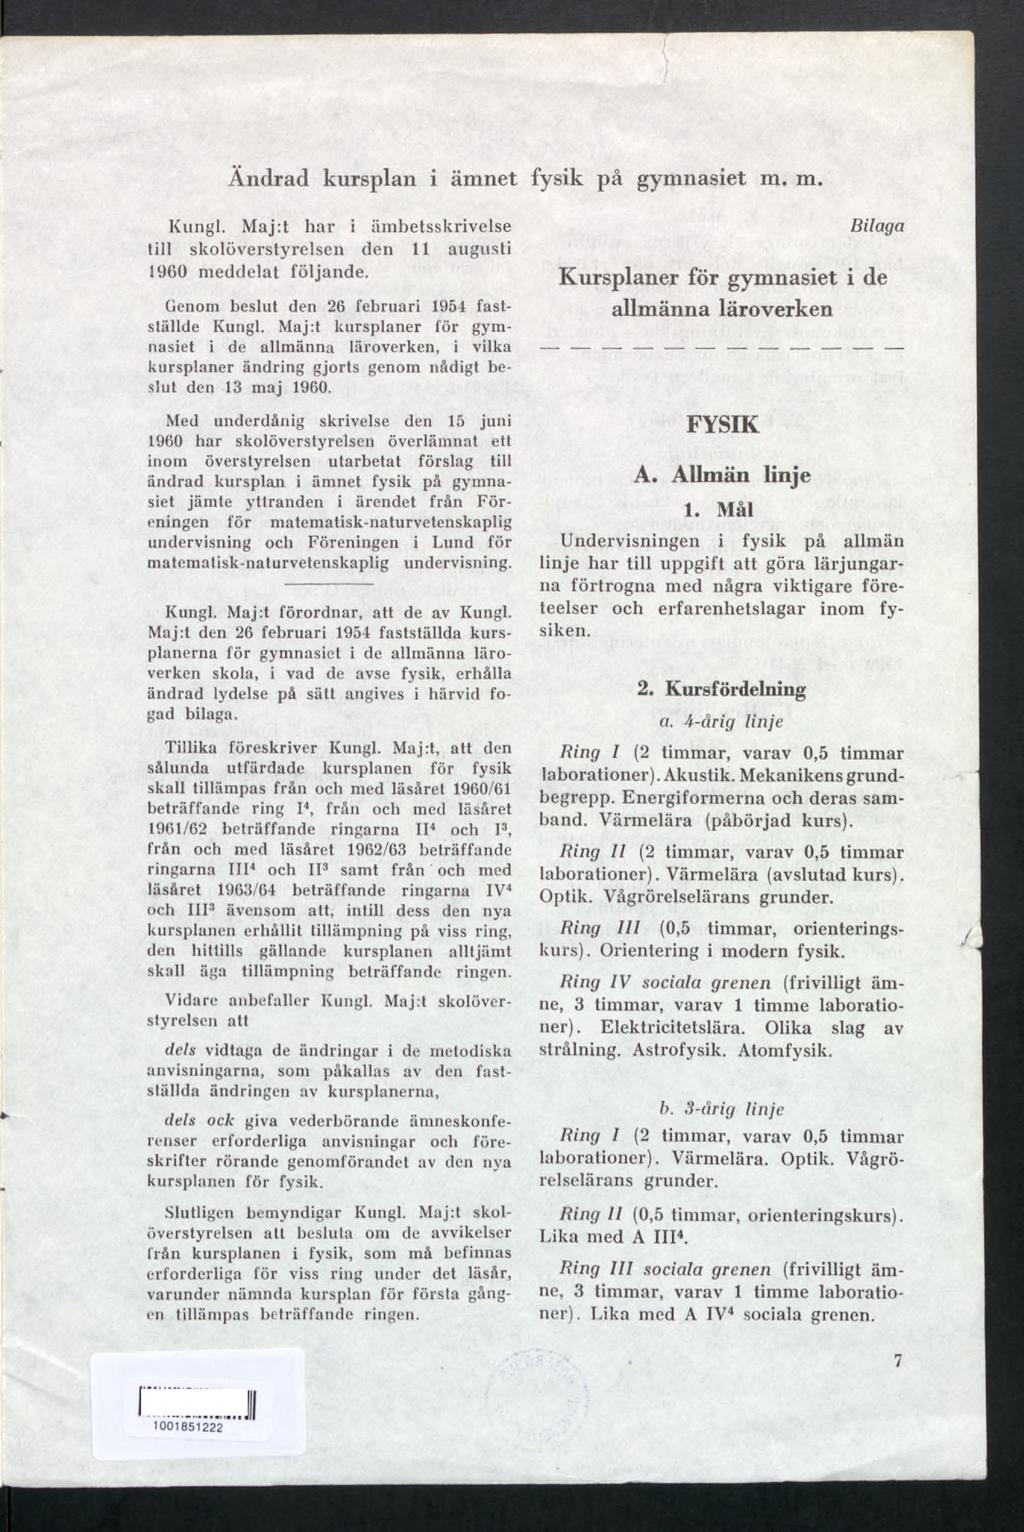 Ändrad kursplan i ämnet fysik på gymnasiet m. m.
Kungl. Maj:t har i ämbetsskrivelse
till skolöverstyrelsen den 11 augusti
1960 meddelat följande.
Genom beslut den 26 februari 1954 fast-
ställde Kungl. Maj:t kursplaner för gym-
nasiet i de allmänna läroverken, i vilka
kursplaner ändring gjorts genom nådigt be-
slut den 13 maj 1960.
Med underdånig skrivelse den 15 juni
1960 har skolöverstyrelsen överlämnat ett
inom överstyrelsen utarbetat förslag till
ändrad kursplan i ämnet fysik på gymna-
siet jämte yttranden i ärendet från För-
eningen för matematisk-naturvetenskaplig
undervisning och Föreningen i Lund för
matematisk-naturvetenskaplig undervisning.
Kungl. Maj:t förordnar, att de av Kungl.
Maj:t den 26 februari 1954 fastställda kurs-
planerna för gymnasiet i de allmänna läro-
verken skola, i vad de avse fysik, erhålla
ändrad lydelse på sätt angives i härvid fo-
gad bilaga.
Tillika föreskriver Kungl. Maj:t, att den
sålunda utfärdade kursplanen för fysik
skall tillämpas från och med läsåret 1960/61
beträffande ring I⁴, från och med läsåret
1961/62 beträffande ringarna II⁴ och I³,
från och med läsåret 1962/63 beträffande
ringarna III⁴ och II³ samt från och med
läsåret 1963/64 beträffande ringarna IV⁴
och III³ ävensom att, intill dess den nya
kursplanen erhållit tillämpning på viss ring,
den hittills gällande kursplanen alltjämt
skall äga tillämpning beträffande ringen.
Vidare anbefaller Kungl. Maj:t skolöver-
styrelsen att
dels vidtaga de ändringar i de metodiska
anvisningarna, som påkallas av den fast-
ställda ändringen av kursplanerna,
dels ock giva vederbörande ämneskonfe-
renser erforderliga anvisningar och före-
skrifter rörande genomförandet av den nya
kursplanen för fysik.
Slutligen bemyndigar Kungl. Maj:t skol-
överstyrelsen att besluta om de avvikelser
från kursplanen i fysik, som må befinnas
erforderliga för viss ring under det läsår,
varunder nämnda kursplan för första gång-
en tillämpas beträffande ringen.
Bilaga
Kursplaner för gymnasiet i de
allmänna läroverken
— — — — — — — — — — — —
FYSIK
A. Allmän linje
1. Mål
Undervisningen i fysik på allmän
linje har till uppgift att göra lärjungar-
na förtrogna med några viktigare före-
teelser och erfarenhetslagar inom fy-
siken.
2. Kursfördelning
a. 4-årig linje
Ring I (2 timmar, varav 0,5 timmar
laborationer). Akustik. Mekanikens grund-
begrepp. Energiformerna och deras sam-
band. Värmelära (påbörjad kurs).
Ring II (2 timmar, varav 0,5 timmar
laborationer). Värmelära (avslutad kurs).
Optik. Vågrörelselärans grunder.
Ring III (0,5 timmar, orienterings-
kurs). Orientering i modern fysik.
Ring IV sociala grenen (frivilligt äm-
ne, 3 timmar, varav 1 timme laboratio-
ner). Elektricitetslära. Olika slag av
strålning. Astrofysik. Atomfysik.
b. 3-årig linje
Ring I (2 timmar, varav 0,5 timmar
laborationer). Värmelära. Optik. Vågrö-
relselärans grunder.
Ring II (0,5 timmar, orienteringskurs).
Lika med A III⁴.
Ring III sociala grenen (frivilligt äm-
ne, 3 timmar, varav 1 timme laboratio-
ner). Lika med A IV⁴ sociala grenen.
7
1001851222